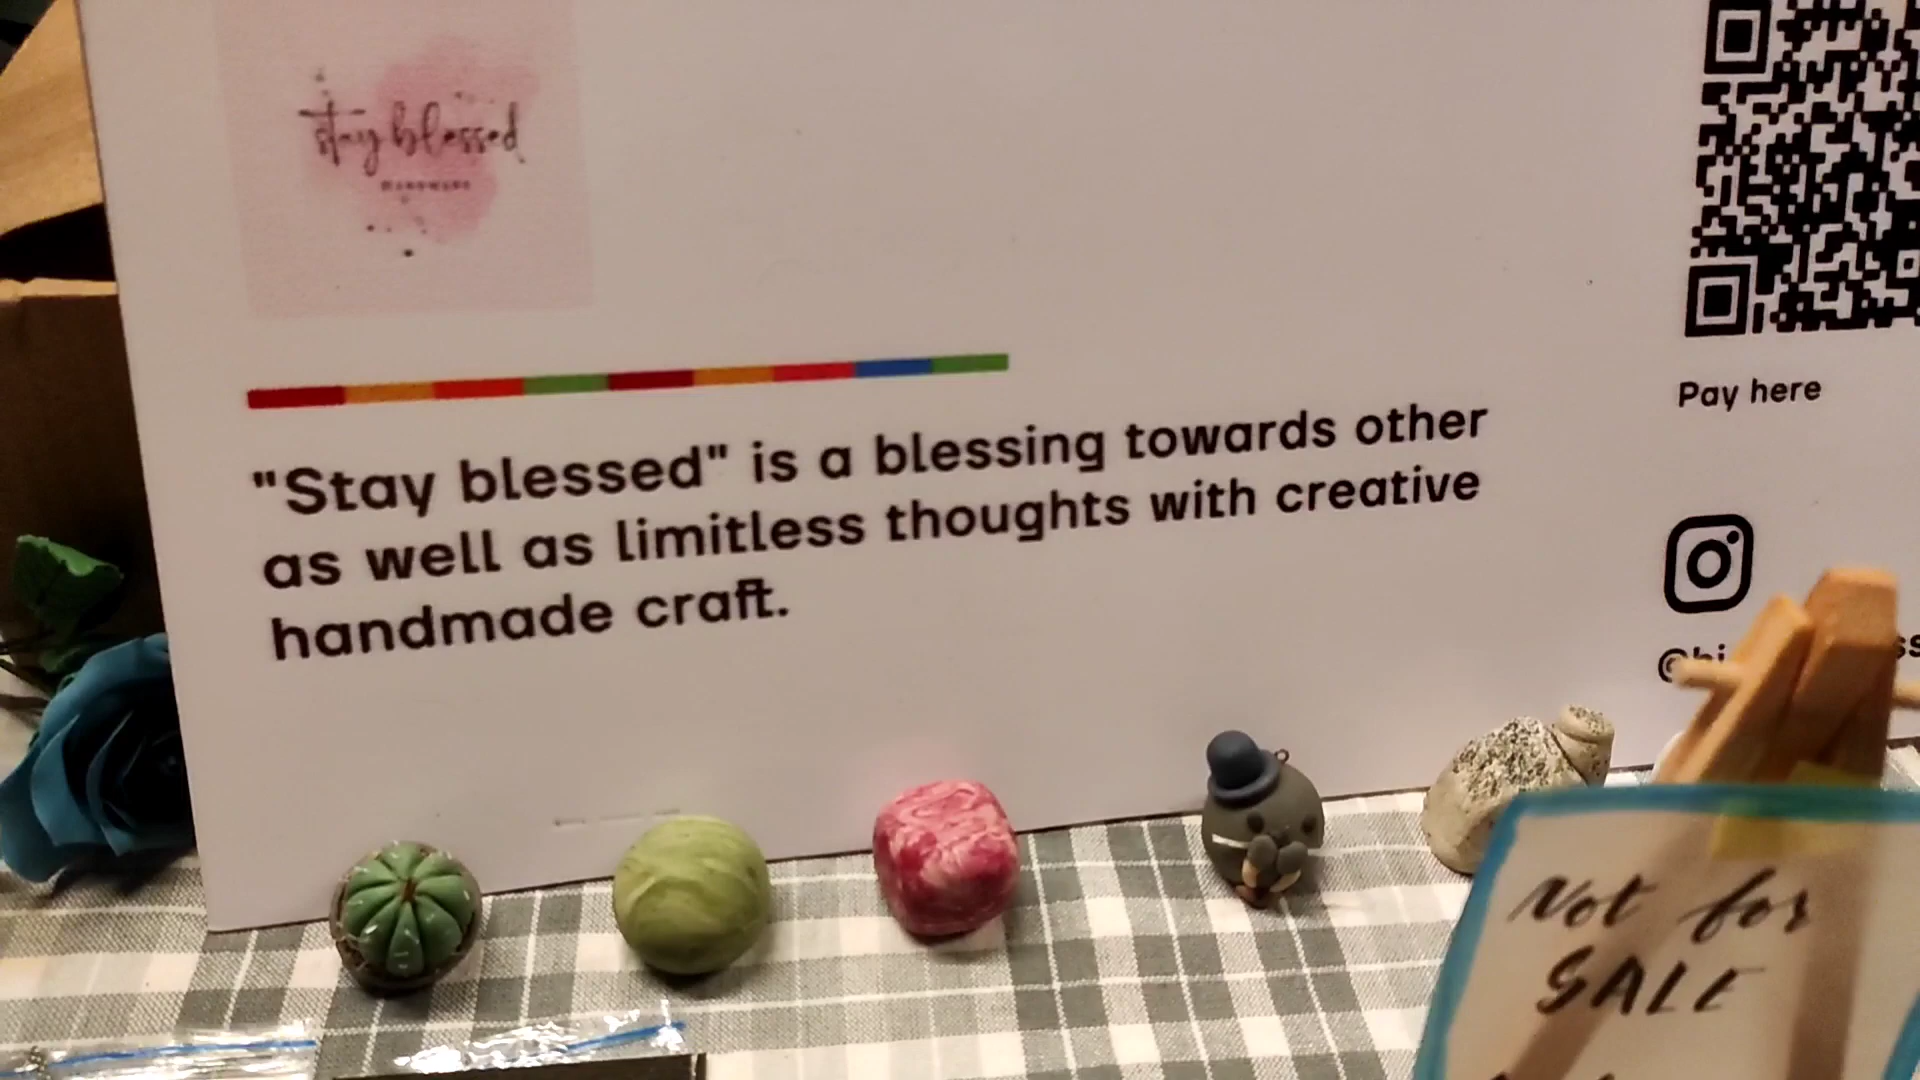 stay blessed
HANDMADE
"Stay blessed" is a blessing towards other
as well as limitless thoughts with creative
handmade craft.
Pay here
Not for
SALE